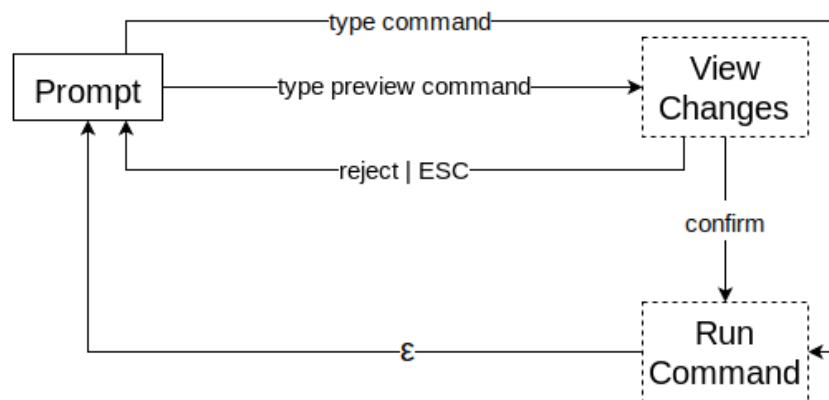 type command
Prompt
type preview command
View
Changes
reject | ESC
confirm
ε
Run
Command